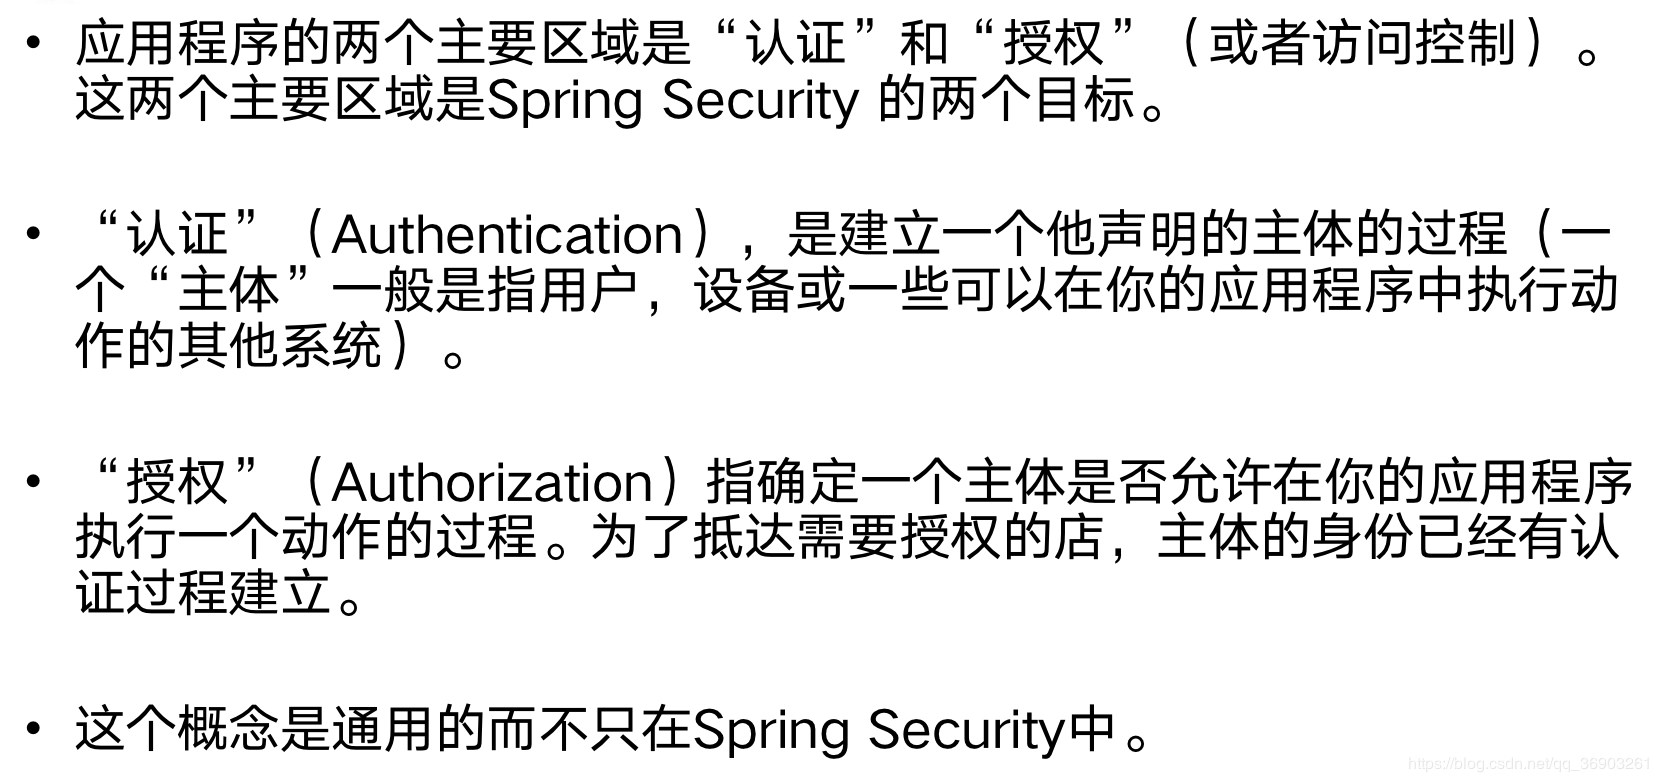 • 应用程序的两个主要区域是“认证”和“授权”（或者访问控制）。
这两个主要区域是Spring Security 的两个目标。
• “认证”（Authentication），是建立一个他声明的主体的过程（一
个“主体”一般是指用户，设备或一些可以在你的应用程序中执行动
作的其他系统）。
• “授权”（Authorization）指确定一个主体是否允许在你的应用程序
执行一个动作的过程。为了抵达需要授权的店，主体的身份已经有认
证过程建立。
• 这个概念是通用的而不只在Spring Security中。
https://blog.csdn.net/qq_36903261